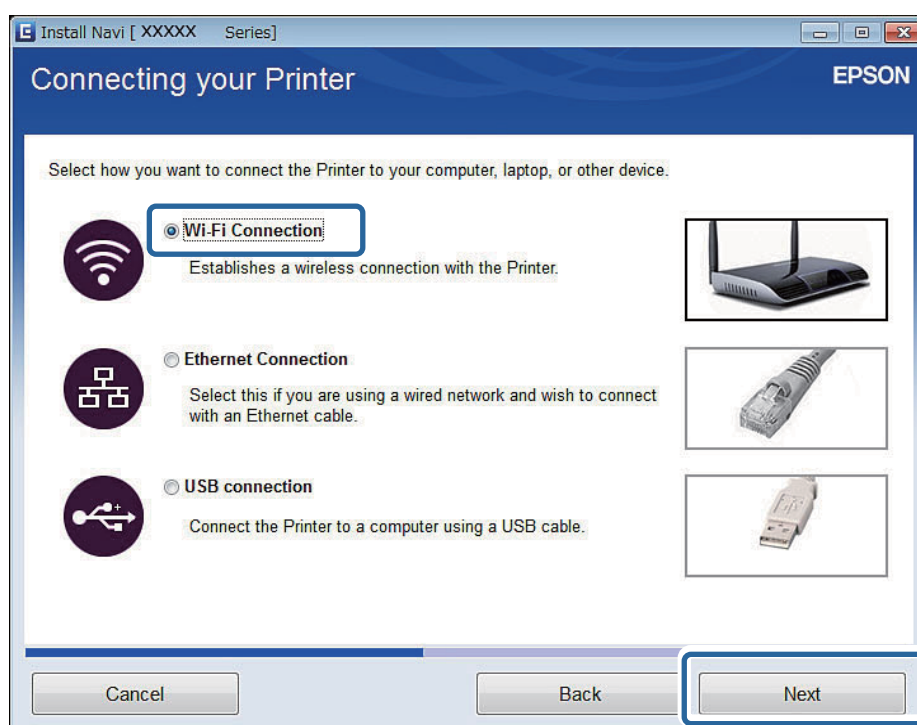 Install Navi [ XXXXX Series]
Connecting your Printer
EPSON
Select how you want to connect the Printer to your computer, laptop, or other device.
Wi-Fi Connection
Establishes a wireless connection with the Printer.
Ethernet Connection
Select this if you are using a wired network and wish to connect
with an Ethernet cable.
USB connection
Connect the Printer to a computer using a USB cable.
Cancel
Back
Next